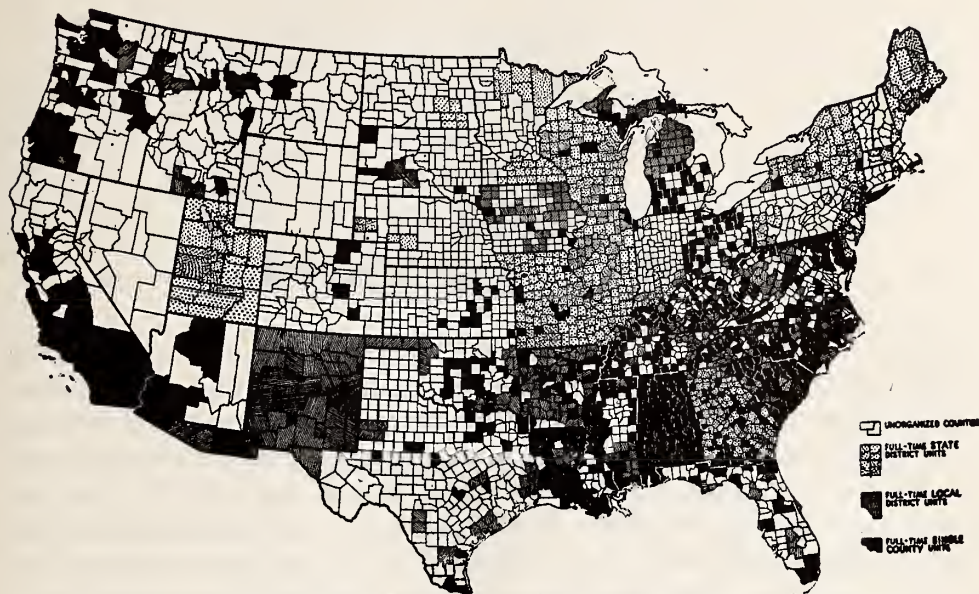 UNORGANIZED COUNTIES
FULL-TIME STATE
DISTRICT UNITS
FULL-TIME LOCAL
DISTRICT UNITS
FULL-TIME SINGLE
COUNTY UNITS